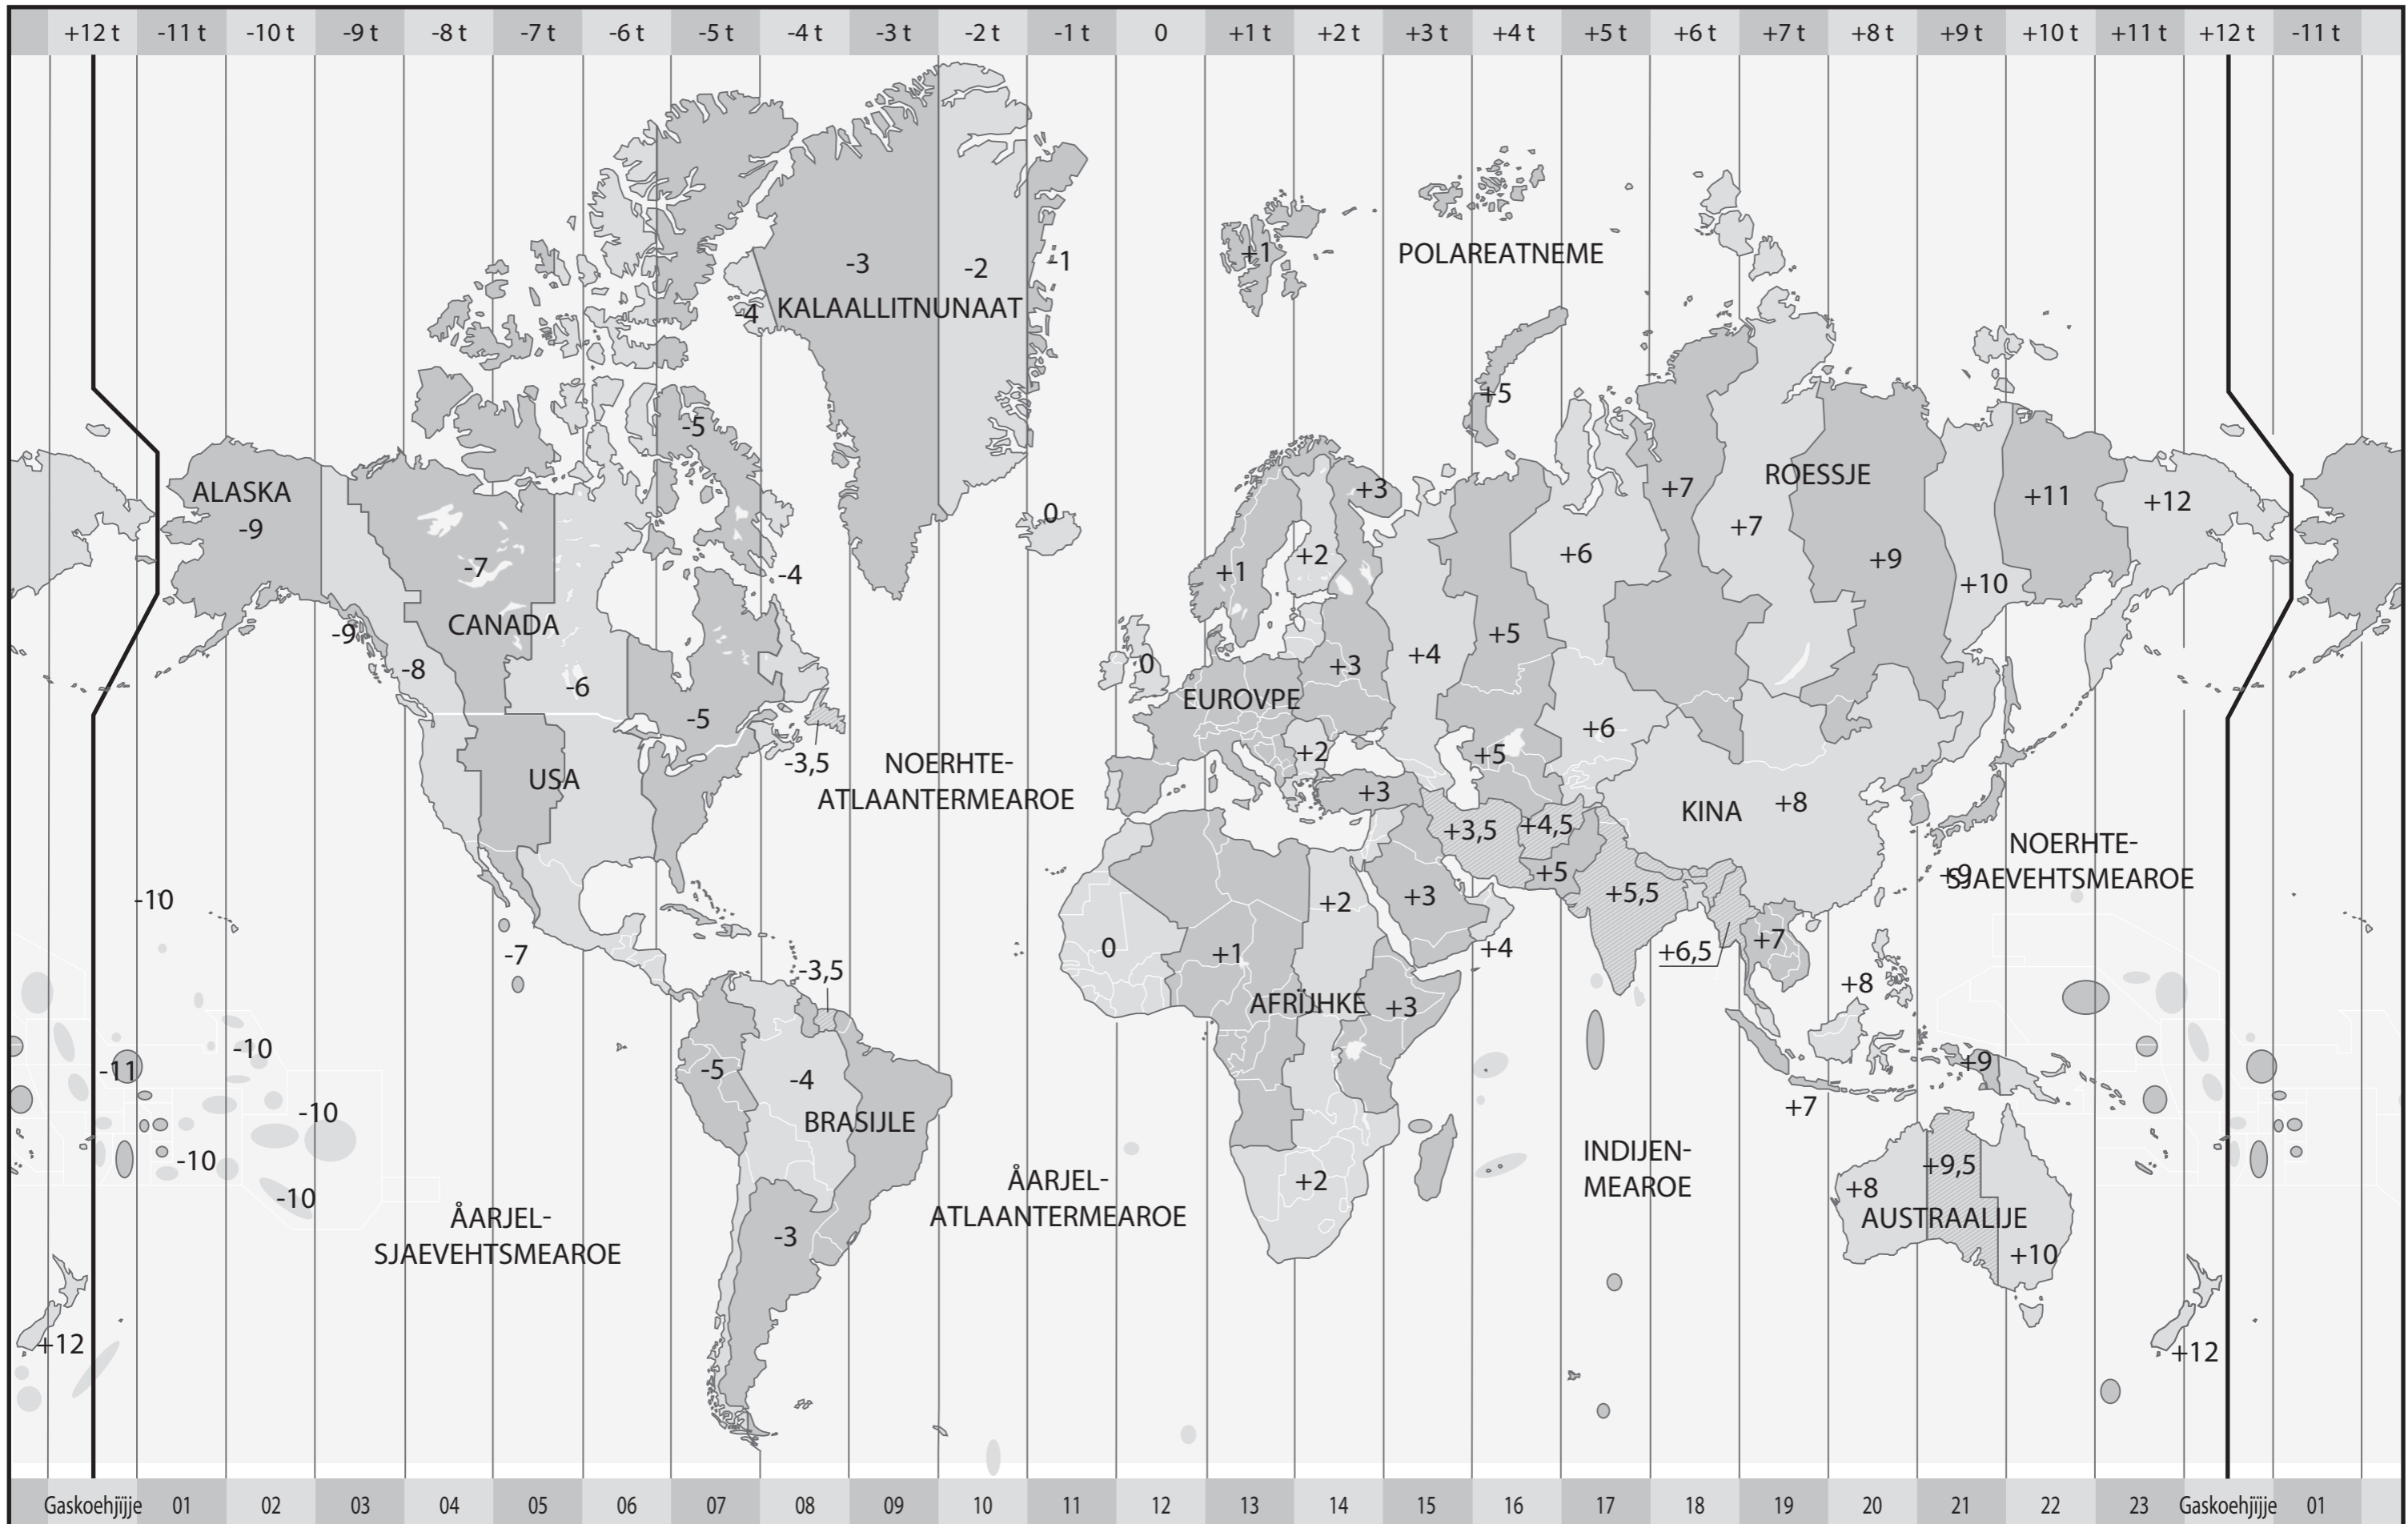 +12 t -11 t -10 t -9 t -8 t -7 t -6 t -5 t -4 t -3 t -2 t -1 t 0 +1 t +2 t +3 t +4 t +5 t +6 t +7 t +8 t +9 t +10 t +11 t +12 t -11 t
-3
-2
-1
+1
POLAREATNEME
-4
KALAALLITNUNAAT
+5
-5
ALASKA
-9
0
+3
+7
ROESSJE
+11
+12
-7
-4
+1
+2
+6
+7
+9
+10
CANADA
-9
-8
-6
-5
0
+3
+4
+5
EUROVPE
-3,5
+2
+5
+6
USA
NOERHTE-
ATLAANTERMEAROE
+3
+3,5
+4,5
KINA
+8
+5
+5,5
NOERHTE-
SJAEVEHTSMEAROE
+9
-10
-7
0
+1
+2
+3
+4
+6,5
+7
-3,5
+8
AFRÏJHKE
+3
-10
-11
-5
-4
+9
-10
BRASIJLE
+7
-10
-10
ÅARJEL-
ATLAANTERMEAROE
+2
INDIJEN-
MEAROE
+8
+9,5
AUSTRAALIJE
+10
ÅARJEL-
SJAEVEHTSMEAROE
-3
+12
+12
Gaskoehjïjje 01 02 03 04 05 06 07 08 09 10 11 12 13 14 15 16 17 18 19 20 21 22 23 Gaskoehjïjje 01